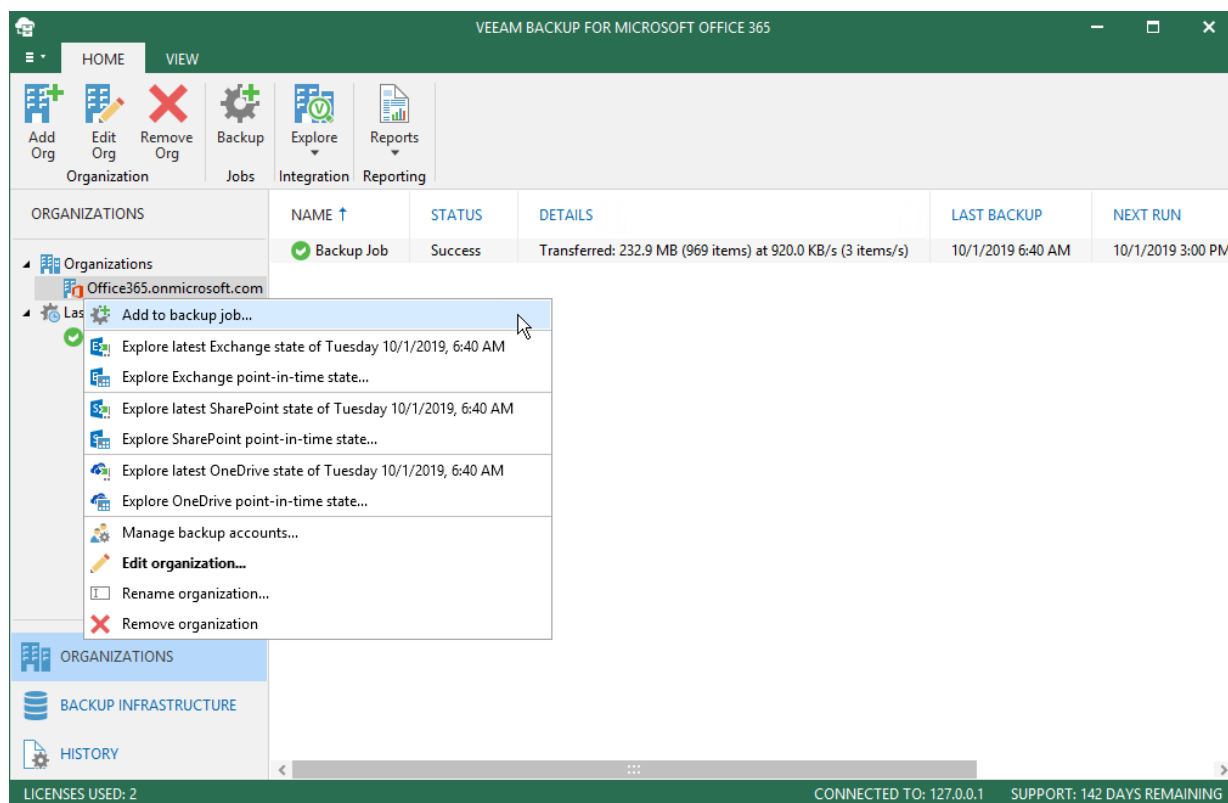 VEEAM BACKUP FOR MICROSOFT OFFICE 365
HOME VIEW
Add Org
Edit Org
Remove Org
Backup
Explore
Reports
Organization Jobs Integration Reporting
ORGANIZATIONS
NAME STATUS DETAILS LAST BACKUP NEXT RUN
Backup Job Success Transferred: 232.9 MB (969 items) at 920.0 KB/s (3 items/s) 10/1/2019 6:40 AM 10/1/2019 3:00 PM
Organizations
Office365.onmicrosoft.com
Las
Add to backup job...
Explore latest Exchange state of Tuesday 10/1/2019, 6:40 AM
Explore Exchange point-in-time state...
Explore latest SharePoint state of Tuesday 10/1/2019, 6:40 AM
Explore SharePoint point-in-time state...
Explore latest OneDrive state of Tuesday 10/1/2019, 6:40 AM
Explore OneDrive point-in-time state...
Manage backup accounts...
Edit organization...
Rename organization...
Remove organization
ORGANIZATIONS
BACKUP INFRASTRUCTURE
HISTORY
LICENSES USED: 2 CONNECTED TO: 127.0.0.1 SUPPORT: 142 DAYS REMAINING